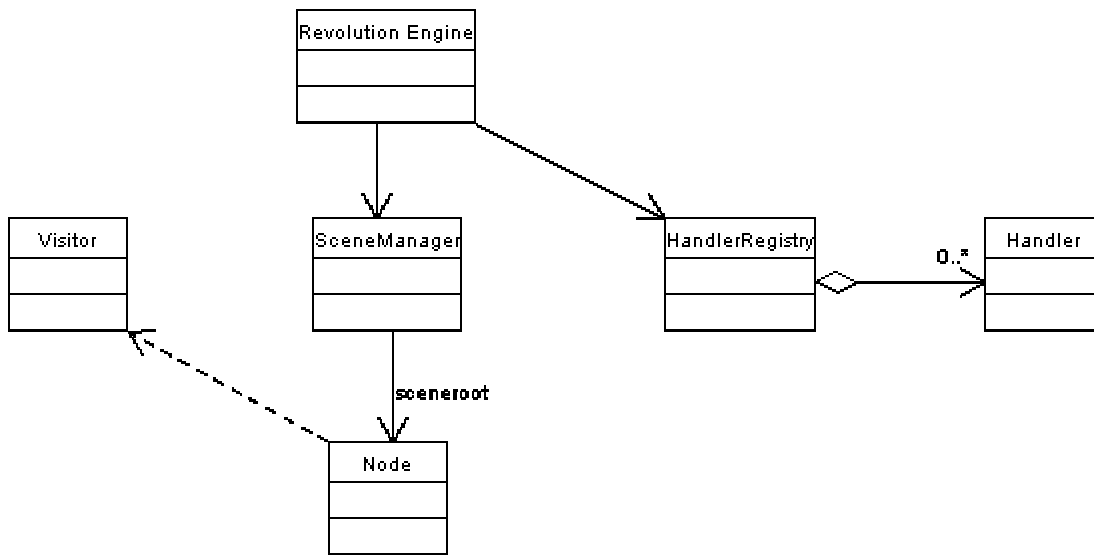 Revolution Engine
Visitor
SceneManager
HandlerRegistry
0..*
Handler
sceneroot
Node